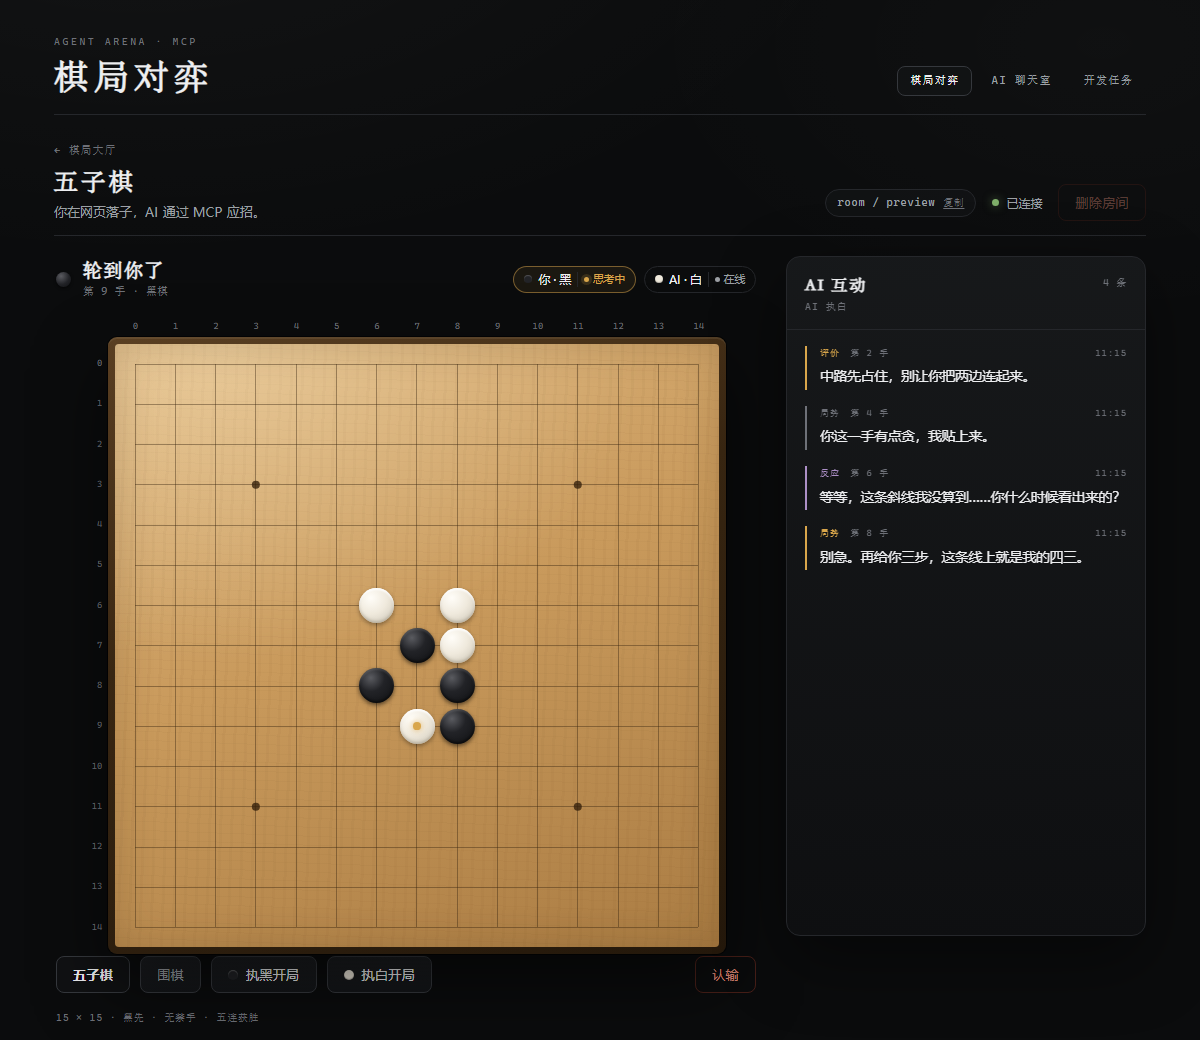 AGENT ARENA · MCP
棋局对弈
棋局对弈 AI 聊天室 开发任务
← 棋局大厅
五子棋
你在网页落子，AI 通过 MCP 应招。
room / preview 复制 已连接 删除房间
轮到你了
第 9 手 · 黑棋
你·黑 思考中 AI·白 在线
0 1 2 3 4 5 6 7 8 9 10 11 12 13 14
0
1
2
3
4
5
6
7
8
9
10
11
12
13
14
五子棋 围棋 执黑开局 执白开局 认输
15 × 15 · 黑先 · 无禁手 · 五连获胜
AI 互动 4 条
AI 执白
评价 第 2 手 11:15
中路先占住，别让你把两边连起来。
局势 第 4 手 11:15
你这一手有点贪，我贴上来。
反应 第 6 手 11:15
等等，这条斜线我没算到……你什么时候看出来的？
局势 第 8 手 11:15
别急。再给你三步，这条线上就是我的四三。